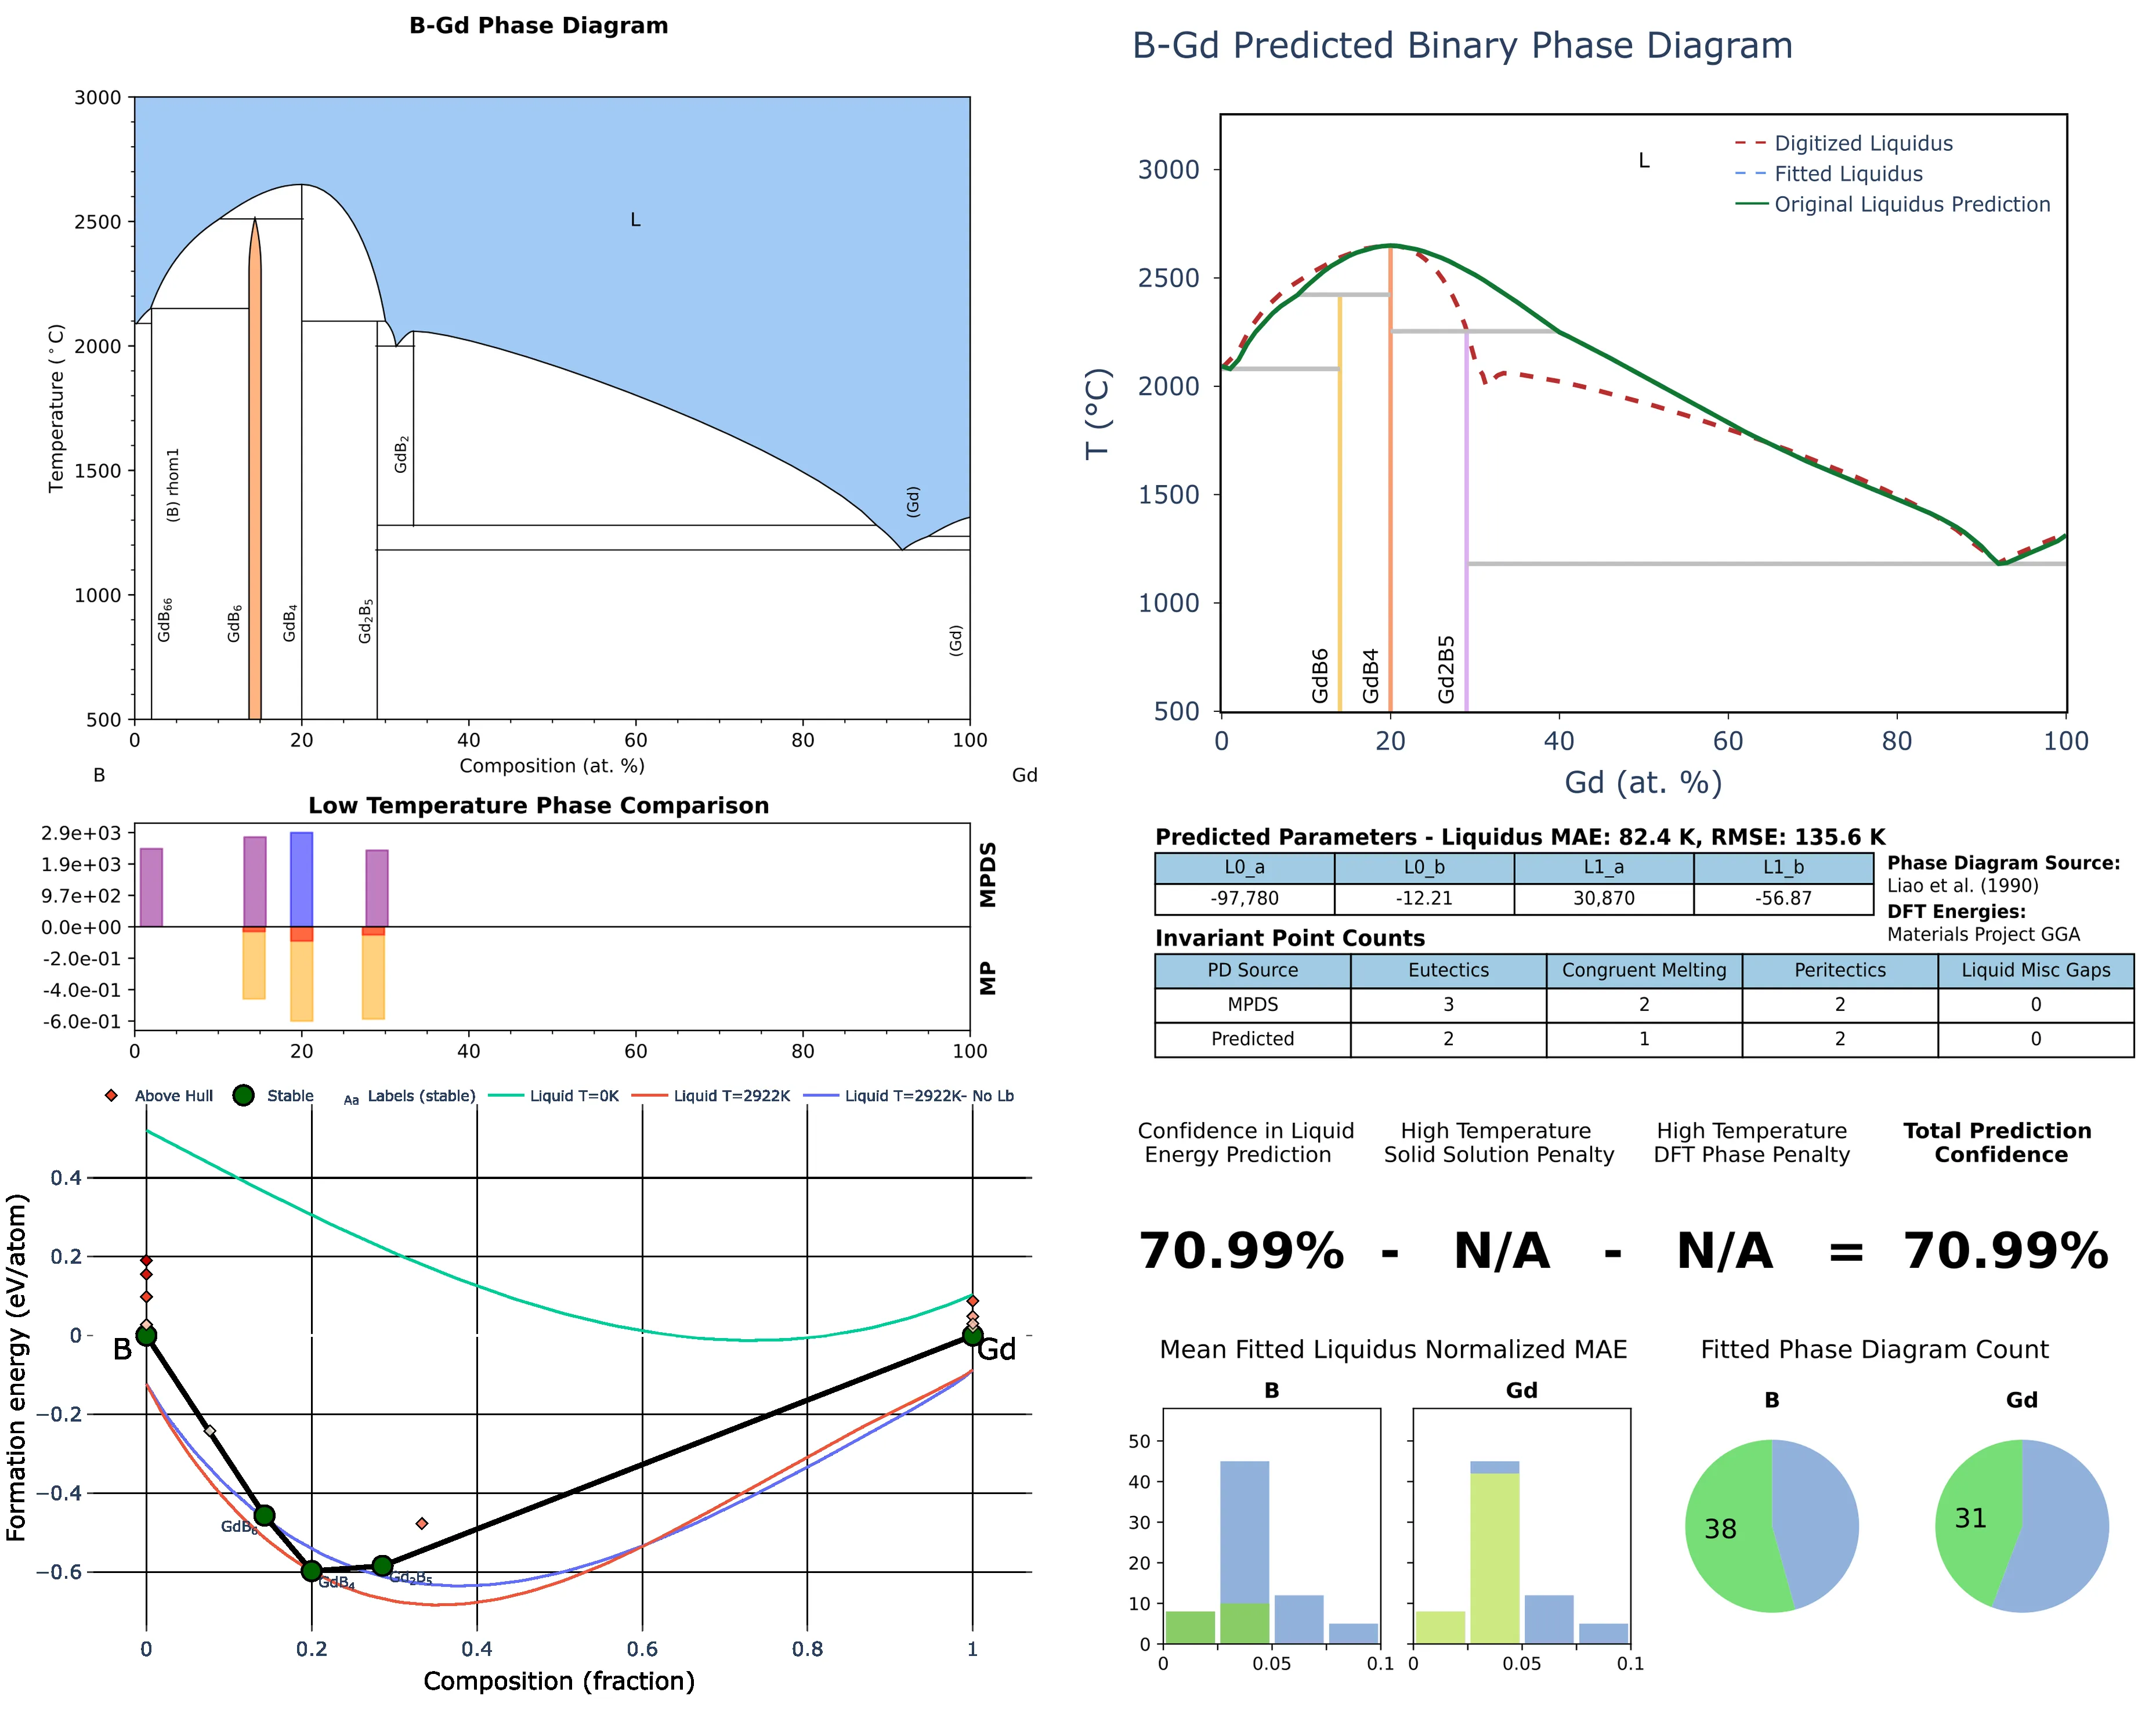 B-Gd Phase Diagram
3000
2500
2000
1500
1000
500
Temperature (°C)
L
(B) rhom1
GdB66
GdB6
GdB4
Gd2B5
GdB2
(Gd)
(Gd)
0 20 40 60 80 100
Composition (at. %)
B Gd
Low Temperature Phase Comparison
2.9e+03
1.9e+03
9.7e+02
0.0e+00
-2.0e-01
-4.0e-01
-6.0e-01
MPDS
MP
0 20 40 60 80 100
Above Hull Stable Aa Labels (stable) Liquid T=0K Liquid T=2922K Liquid T=2922K- No Lb
0.4
0.2
0
−0.2
−0.4
−0.6
Formation energy (eV/atom)
B
Gd
GdB6
GdB4
Gd2B5
0 0.2 0.4 0.6 0.8 1
Composition (fraction)
B-Gd Predicted Binary Phase Diagram
3000
2500
2000
1500
1000
500
T (°C)
L
Digitized Liquidus
Fitted Liquidus
Original Liquidus Prediction
GdB6
GdB4
Gd2B5
0 20 40 60 80 100
Gd (at. %)
Predicted Parameters - Liquidus MAE: 82.4 K, RMSE: 135.6 K
L0_a L0_b L1_a L1_b
-97,780 -12.21 30,870 -56.87
Phase Diagram Source:
Liao et al. (1990)
DFT Energies:
Materials Project GGA
Invariant Point Counts
PD Source Eutectics Congruent Melting Peritectics Liquid Misc Gaps
MPDS 3 2 2 0
Predicted 2 1 2 0
Confidence in Liquid
Energy Prediction
High Temperature
Solid Solution Penalty
High Temperature
DFT Phase Penalty
Total Prediction
Confidence
70.99% - N/A - N/A = 70.99%
Mean Fitted Liquidus Normalized MAE
B Gd
50
40
30
20
10
0
0 0.05 0.1
0 0.05 0.1
Fitted Phase Diagram Count
B Gd
38 31